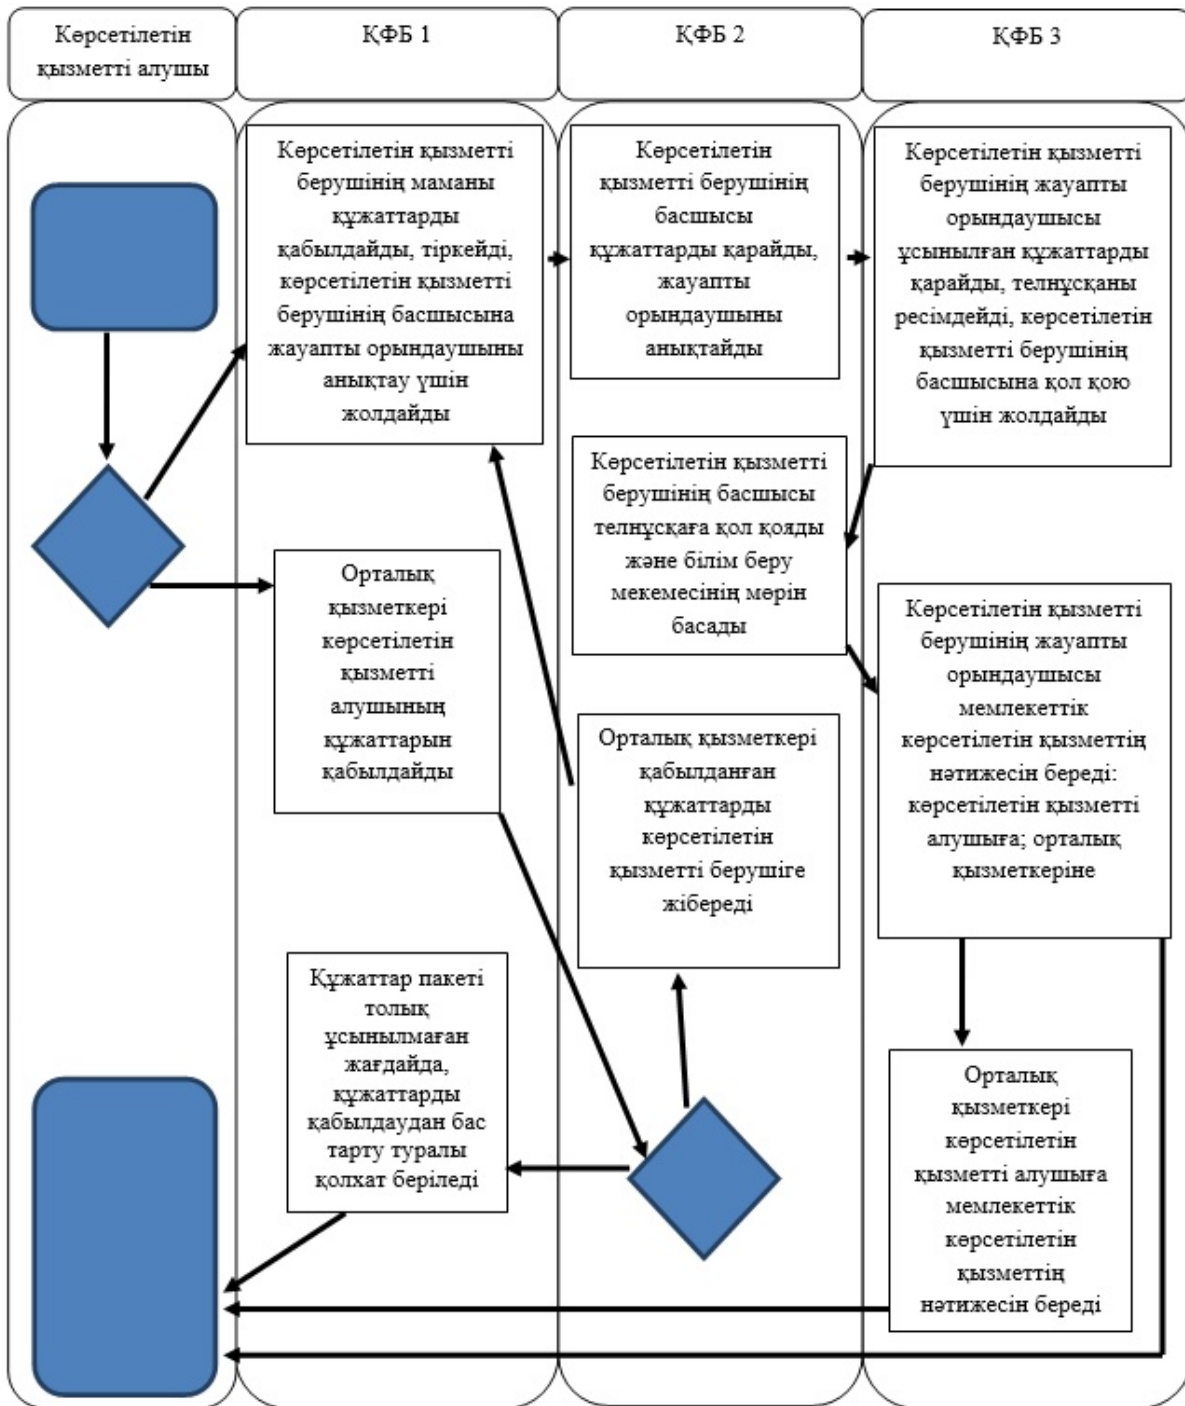 Көрсетілетін
қызметті алушы
ҚФБ 1
ҚФБ 2
ҚФБ 3
Көрсетілетін қызметті
берушінің маманы
құжаттарды
қабылдайды, тіркейді,
көрсетілетін қызметті
берушінің басшысына
жауапты орындаушыны
анықтау үшін
жолдайды
Көрсетілетін
қызметті берушінің
басшысы
құжаттарды қарайды,
жауапты
орындаушыны
анықтайды
Көрсетілетін қызметті
берушінің жауапты
орындаушысы
ұсынылған құжаттарды
қарайды, телнұсқаны
ресімдейді, көрсетілетін
қызметті берушінің
басшысына қол қою
үшін жолдайды
Көрсетілетін қызметті
берушінің басшысы
телнұсқаға қол қояды
және білім беру
мекемесінің мөрін
басады
Орталық
қызметкері
көрсетілетін
қызметті
алушының
құжаттарын
қабылдайды
Көрсетілетін қызметті
берушінің жауапты
орындаушысы
мемлекеттік
көрсетілетін қызметтің
нәтижесін береді:
көрсетілетін қызметті
алушыға; орталық
қызметкеріне
Орталық қызметкері
қабылданған
құжаттарды
көрсетілетін
қызметті берушіге
жібереді
Құжаттар пакеті
толық
ұсынылмаған
жағдайда,
құжаттарды
қабылдаудан бас
тарту туралы
қолхат беріледі
Орталық
қызметкері
көрсетілетін
қызметті алушыға
мемлекеттік
көрсетілетін
қызметтің
нәтижесін береді